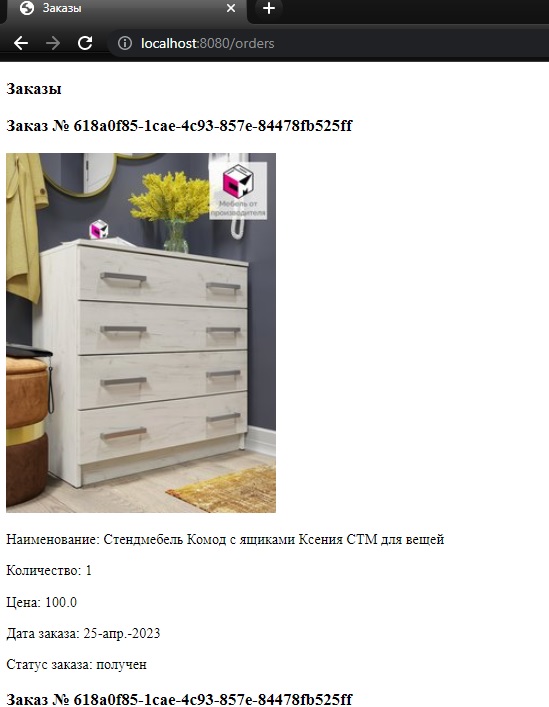 Заказы
localhost:8080/orders
Заказы
Заказ № 618a0f85-1cae-4c93-857e-84478fb525ff
Мебель от
производителя
Наименование: Стендмебель Комод с ящиками Ксения СТМ для вещей
Количество: 1
Цена: 100.0
Дата заказа: 25-апр.-2023
Статус заказа: получен
Заказ № 618a0f85-1cae-4c93-857e-84478fb525ff